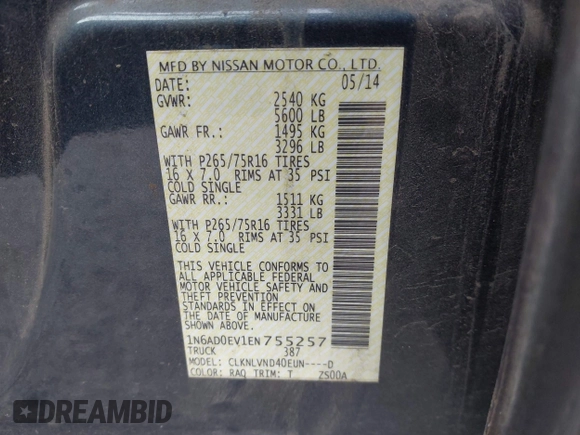 MFD BY NISSAN MOTOR CO., LTD.
DATE: 05/14
GVWR: 2540 KG
5600 LB
GAWR FR.: 1495 KG
3296 LB
WITH P265/75R16 TIRES
16 X 7.0 RIMS AT 35 PSI
COLD SINGLE
GAWR RR.: 1511 KG
3331 LB
WITH P265/75R16 TIRES
16 X 7.0 RIMS AT 35 PSI
COLD SINGLE
THIS VEHICLE CONFORMS TO
ALL APPLICABLE FEDERAL
MOTOR VEHICLE SAFETY AND
THEFT PREVENTION
STANDARDS IN EFFECT ON
THE DATE OF MANUFACTURE
SHOWN ABOVE.
1N6AD0EV1EN755257
TRUCK 387
MODEL: CLKNLVND40EUN----D
COLOR: RAQ TRIM: T ZS00A
DREAMBID